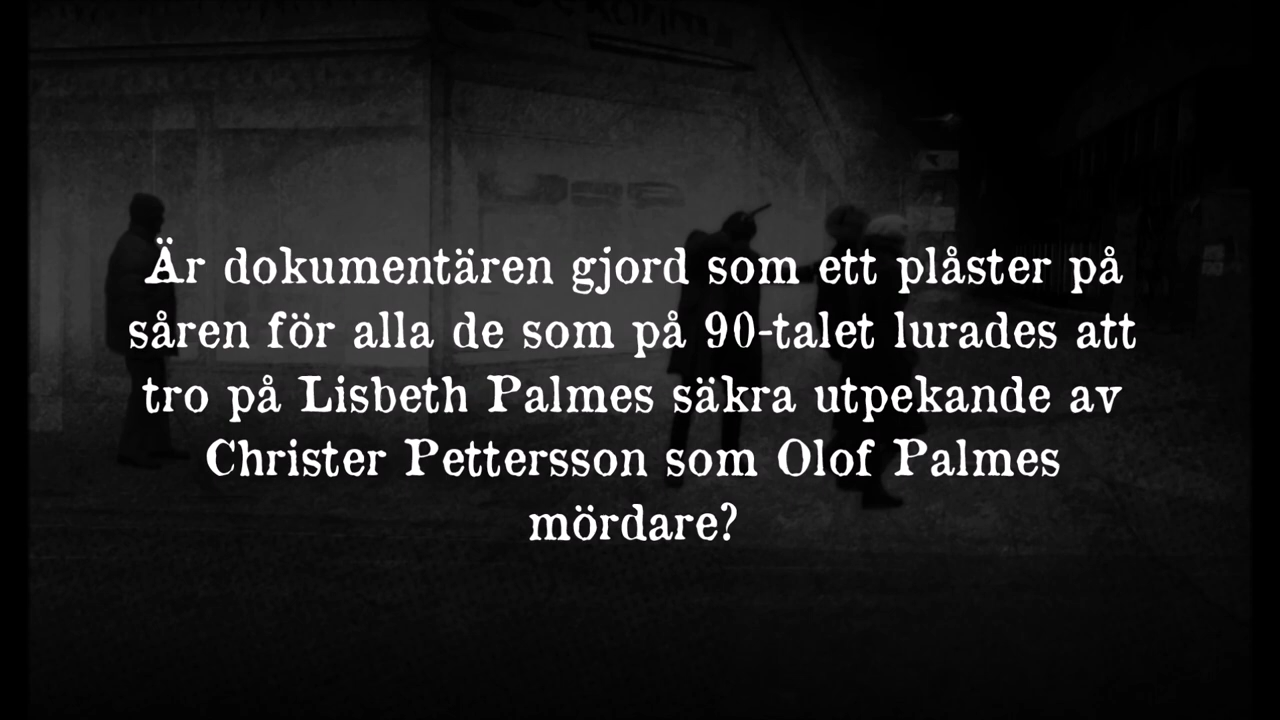 Är dokumentären gjord som ett plåster på
såren för alla de som på 90-talet lurades att
tro på Lisbeth Palmes säkra utpekande av
Christer Pettersson som Olof Palmes
mördare?